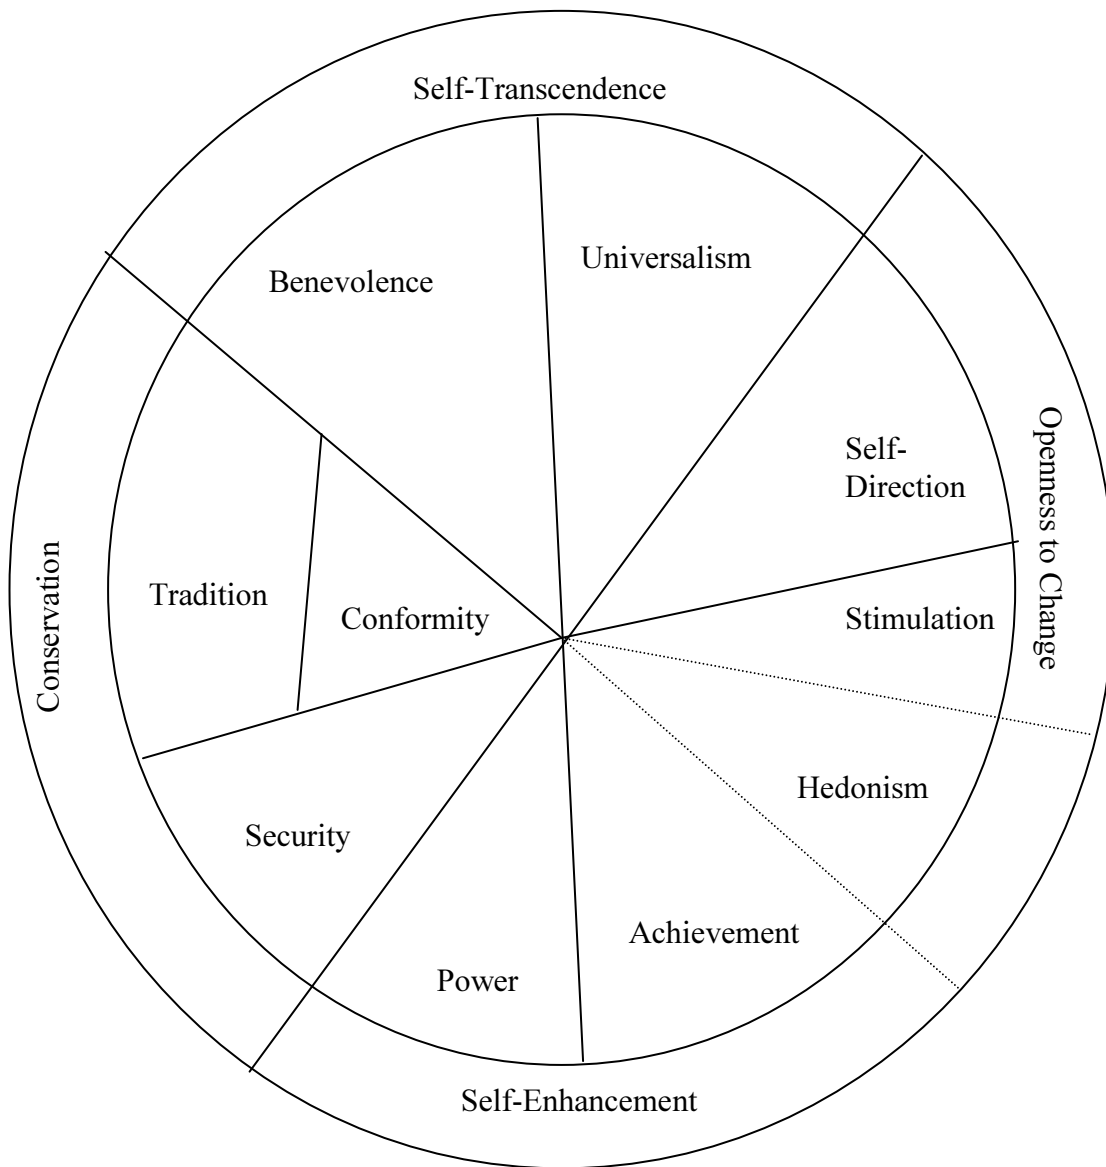 Self-Transcendence
Universalism
Benevolence
Self-
Direction
Openness to Change
Conservation
Tradition
Conformity
Stimulation
Hedonism
Security
Achievement
Power
Self-Enhancement